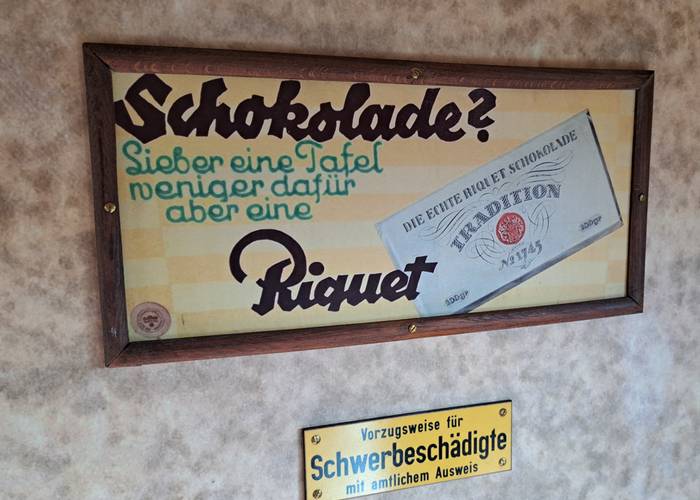 Schokolade?
Lieber eine Tafel
weniger dafür
aber eine
Riquet
DIE ECHTE RIQUET SCHOKOLADE
TRADITION
No 1745
100gr
100gr
Vorzugsweise für
Schwerbeschädigte
mit amtlichem Ausweis